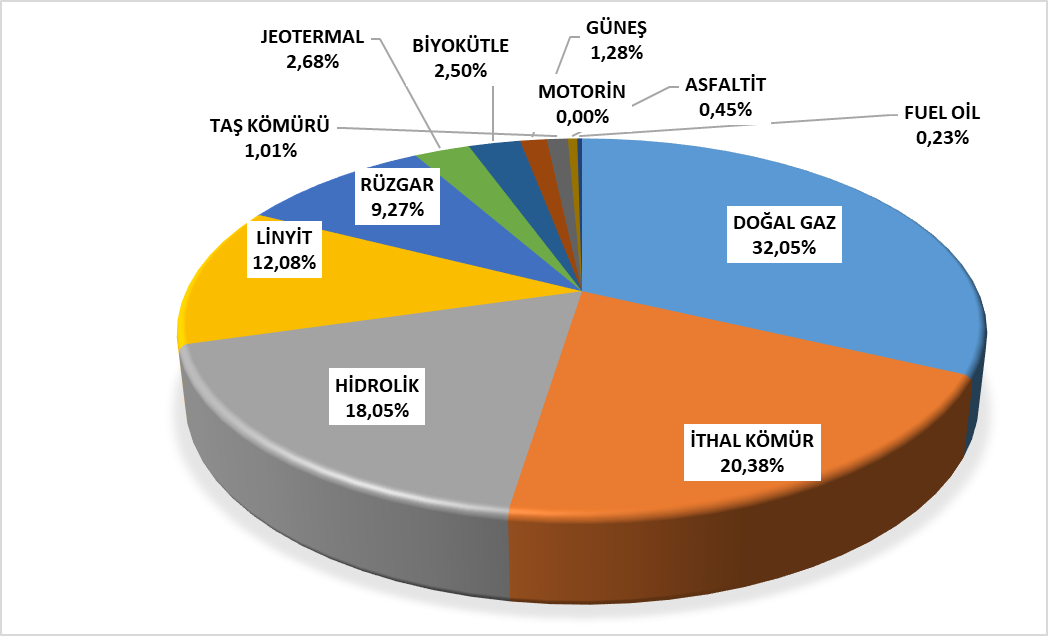 JEOTERMAL
2,68%
BİYOKÜTLE
2,50%
GÜNEŞ
1,28%
MOTORİN
0,00%
ASFALTİT
0,45%
FUEL OİL
0,23%
TAŞ KÖMÜRÜ
1,01%
RÜZGAR
9,27%
LİNYİT
12,08%
DOĞAL GAZ
32,05%
HİDROLİK
18,05%
İTHAL KÖMÜR
20,38%